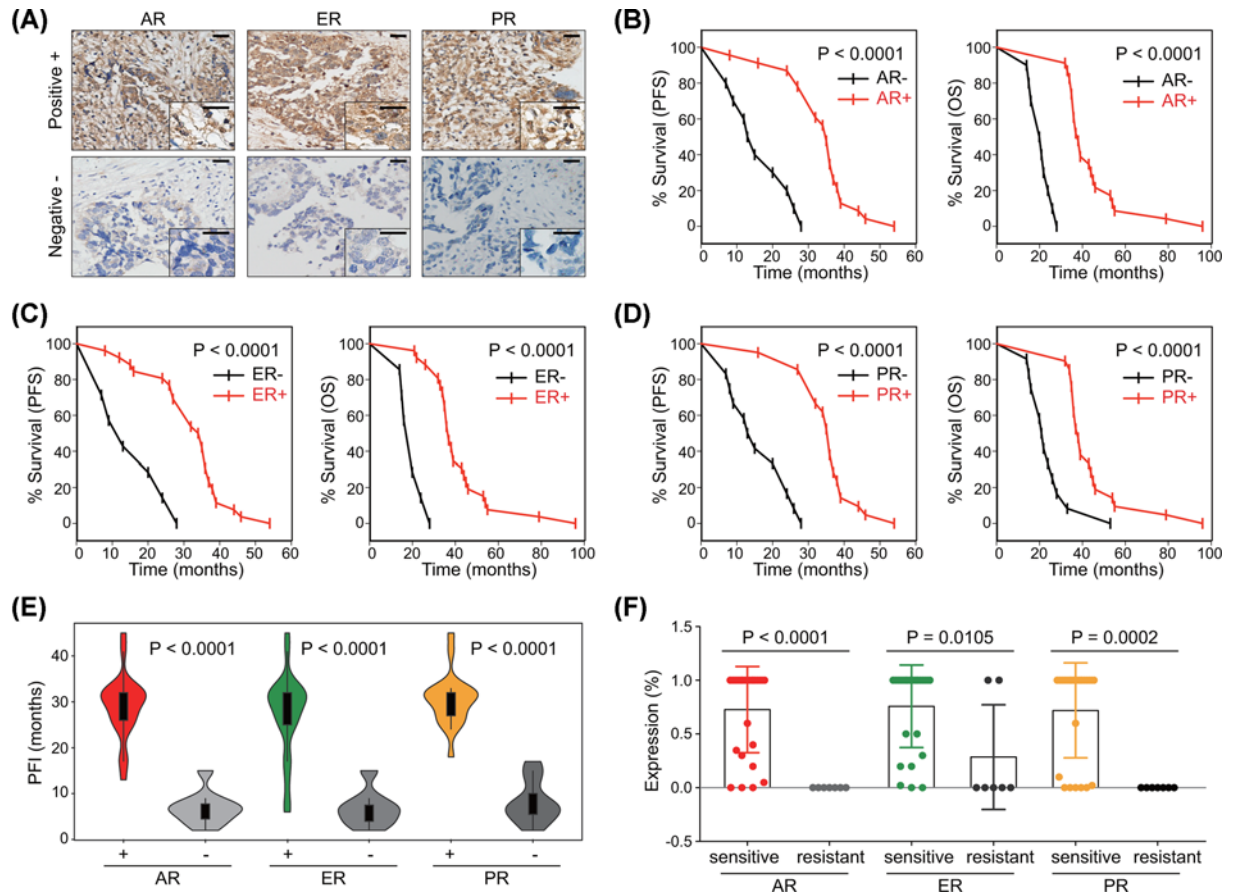 (A)
AR
ER
PR
Positive +
Negative -
(B)
% Survival (PFS)
100
80
60
40
20
0
P < 0.0001
AR-
AR+
0 10 20 30 40 50 60
Time (months)
% Survival (OS)
100
80
60
40
20
0
P < 0.0001
AR-
AR+
0 20 40 60 80 100
Time (months)
(C)
% Survival (PFS)
100
80
60
40
20
0
P < 0.0001
ER-
ER+
0 10 20 30 40 50 60
Time (months)
% Survival (OS)
100
80
60
40
20
0
P < 0.0001
ER-
ER+
0 20 40 60 80 100
Time (months)
(D)
% Survival (PFS)
100
80
60
40
20
0
P < 0.0001
PR-
PR+
0 10 20 30 40 50 60
Time (months)
% Survival (OS)
100
80
60
40
20
0
P < 0.0001
PR-
PR+
0 20 40 60 80 100
Time (months)
(E)
PFI (months)
40
30
20
10
0
P < 0.0001 P < 0.0001 P < 0.0001
+ - + - + -
AR ER PR
(F)
Expression (%)
1.5
1.0
0.5
0.0
-0.5
P < 0.0001 P = 0.0105 P = 0.0002
sensitive resistant sensitive resistant sensitive resistant
AR ER PR